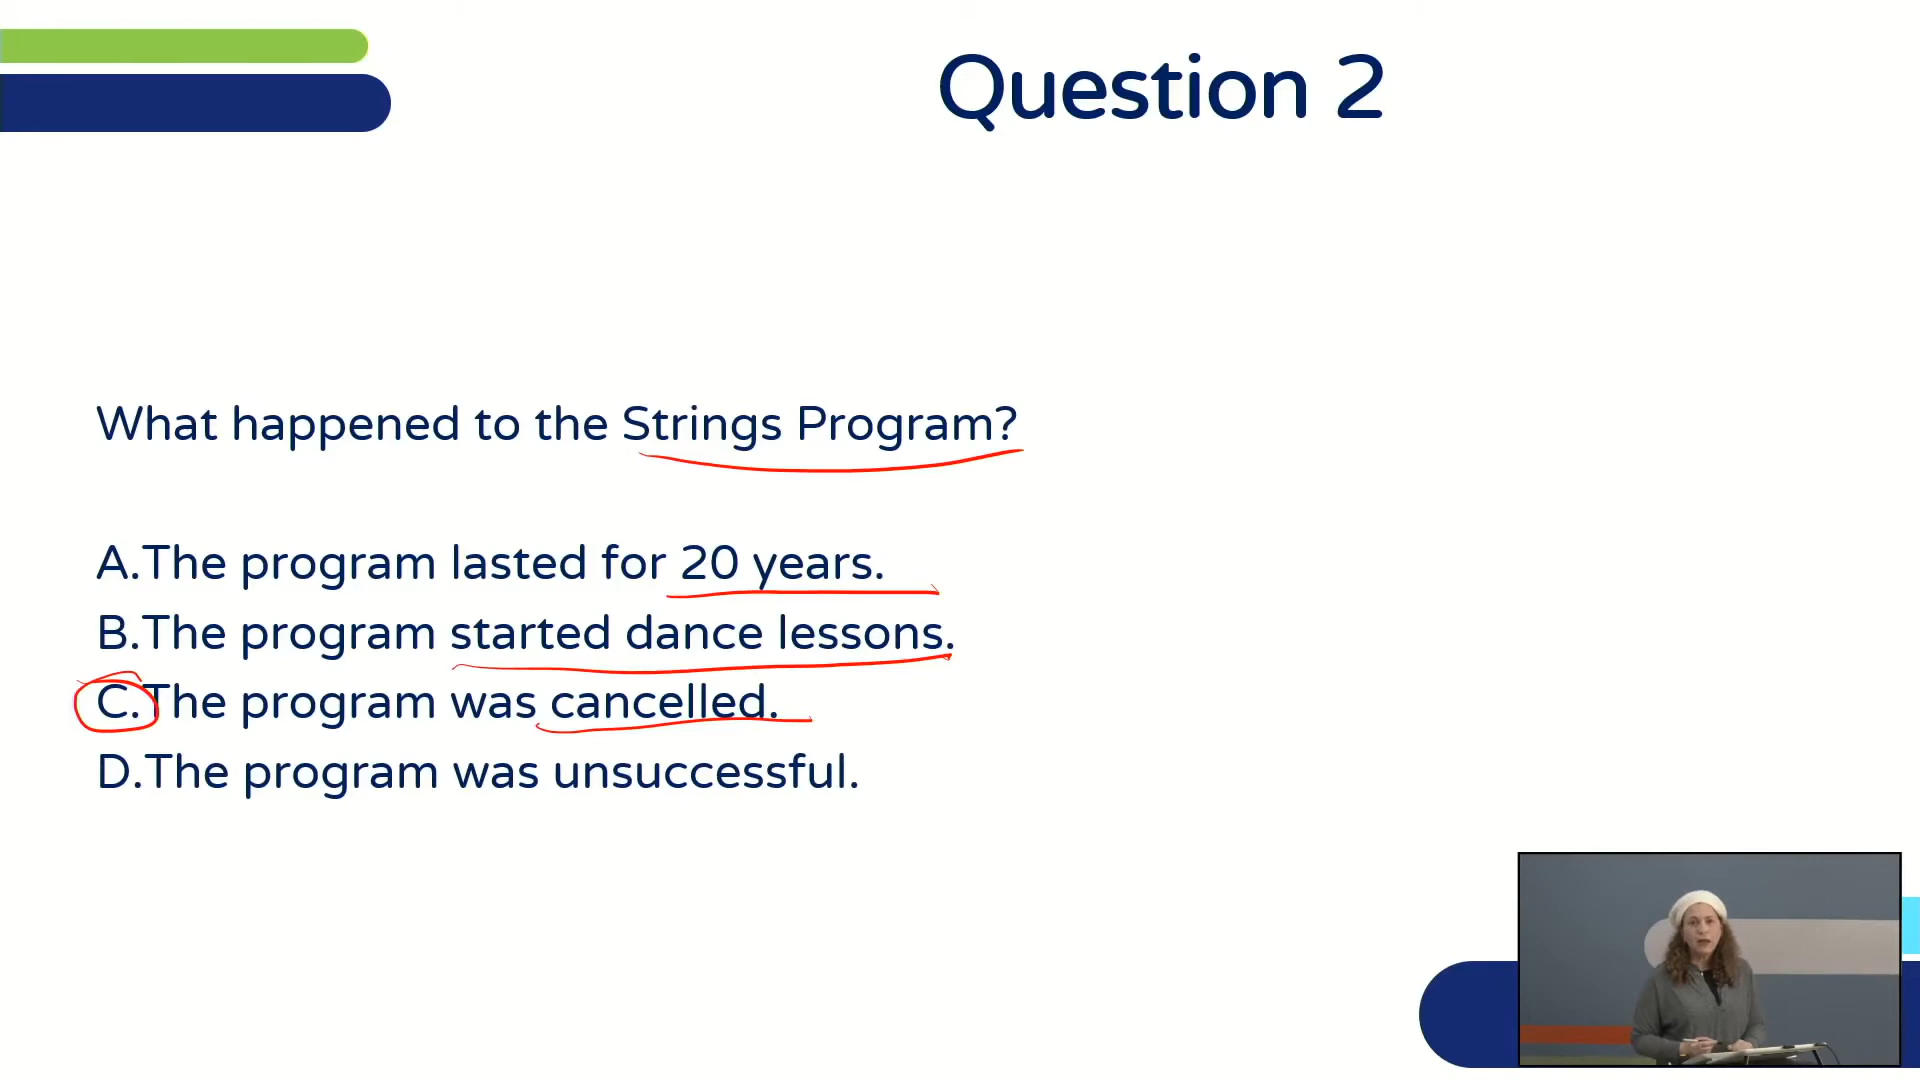 Question 2
What happened to the Strings Program?
A.The program lasted for 20 years.
B.The program started dance lessons.
C.The program was cancelled.
D.The program was unsuccessful.